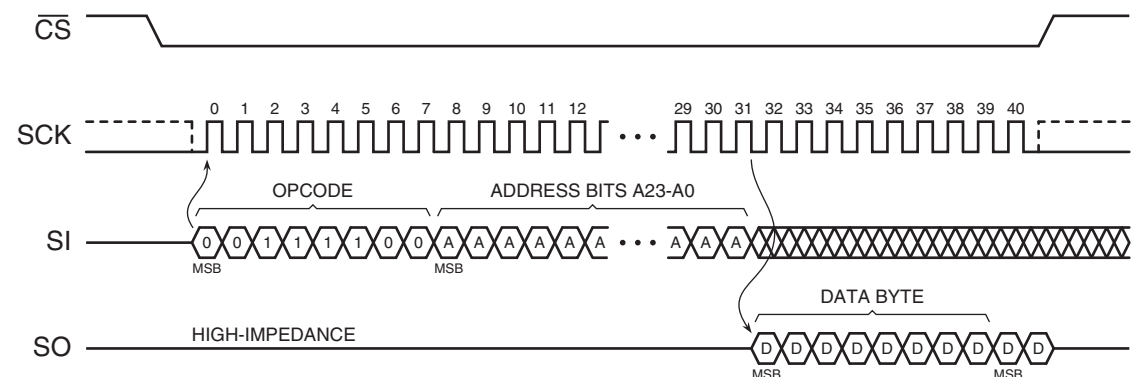 CS
0 1 2 3 4 5 6 7 8 9 10 11 12 29 30 31 32 33 34 35 36 37 38 39 40
SCK
OPCODE ADDRESS BITS A23-A0
SI 0 0 1 1 1 1 0 0 A A A A A A A A A D
MSB MSB
DATA BYTE
HIGH-IMPEDANCE
SO D D D D D D D D D D
MSB MSB